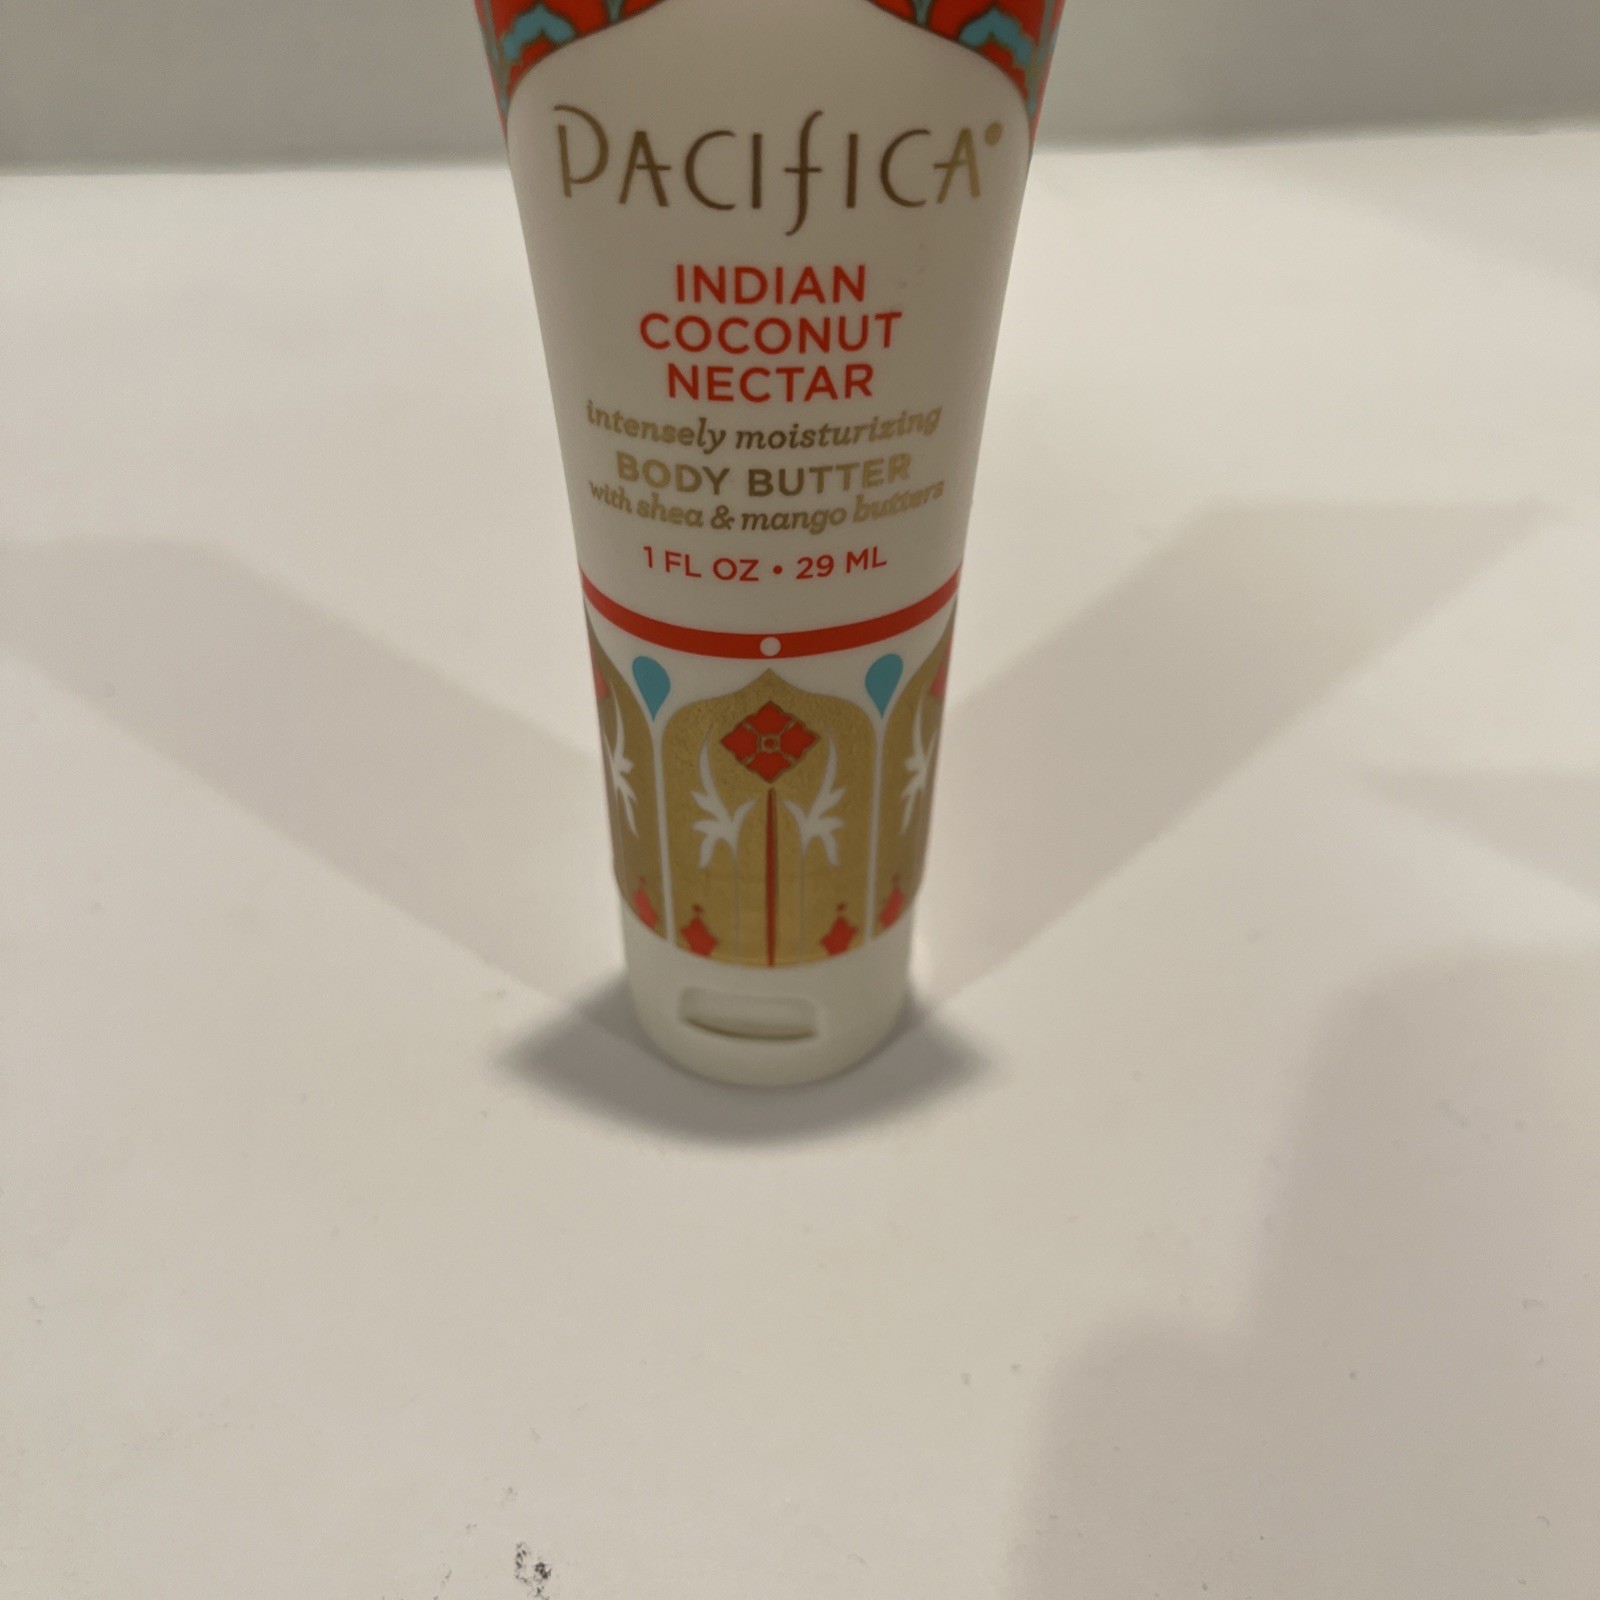 PACIFICA
INDIAN
COCONUT
NECTAR
intensely moisturizing
BODY BUTTER
with shea & mango butters
1 FL OZ • 29 ML